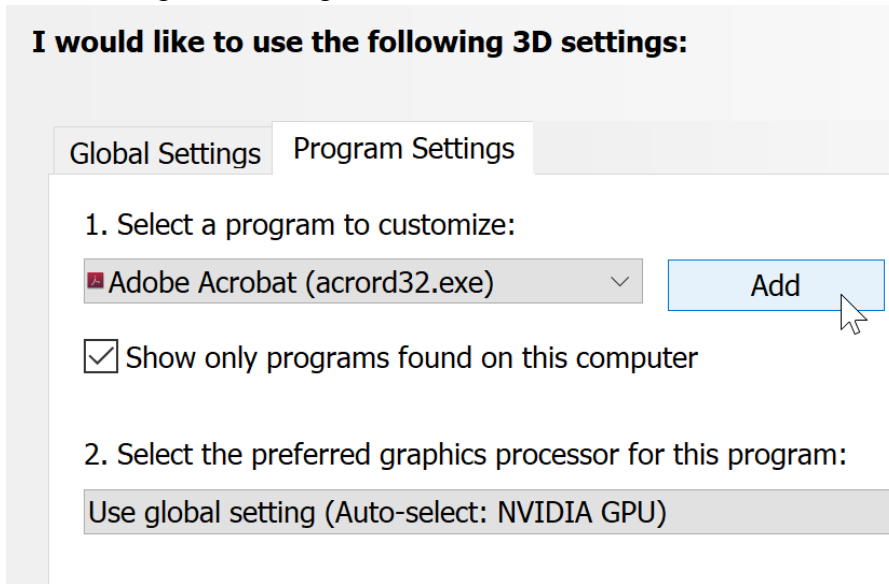 I would like to use the following 3D settings:
Global Settings Program Settings
1. Select a program to customize:
Adobe Acrobat (acrord32.exe) Add
Show only programs found on this computer
2. Select the preferred graphics processor for this program:
Use global setting (Auto-select: NVIDIA GPU)